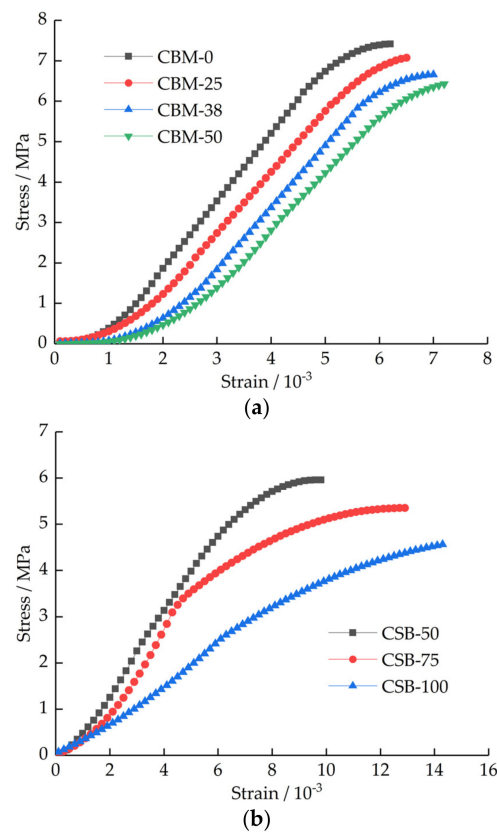 8
7
6
5
4
3
2
1
0
Stress / MPa
CBM-0
CBM-25
CBM-38
CBM-50
0 1 2 3 4 5 6 7 8
Strain / 10-3
(a)
7
6
5
4
3
2
1
0
Stress / MPa
CSB-50
CSB-75
CSB-100
0 2 4 6 8 10 12 14 16
Strain / 10-3
(b)